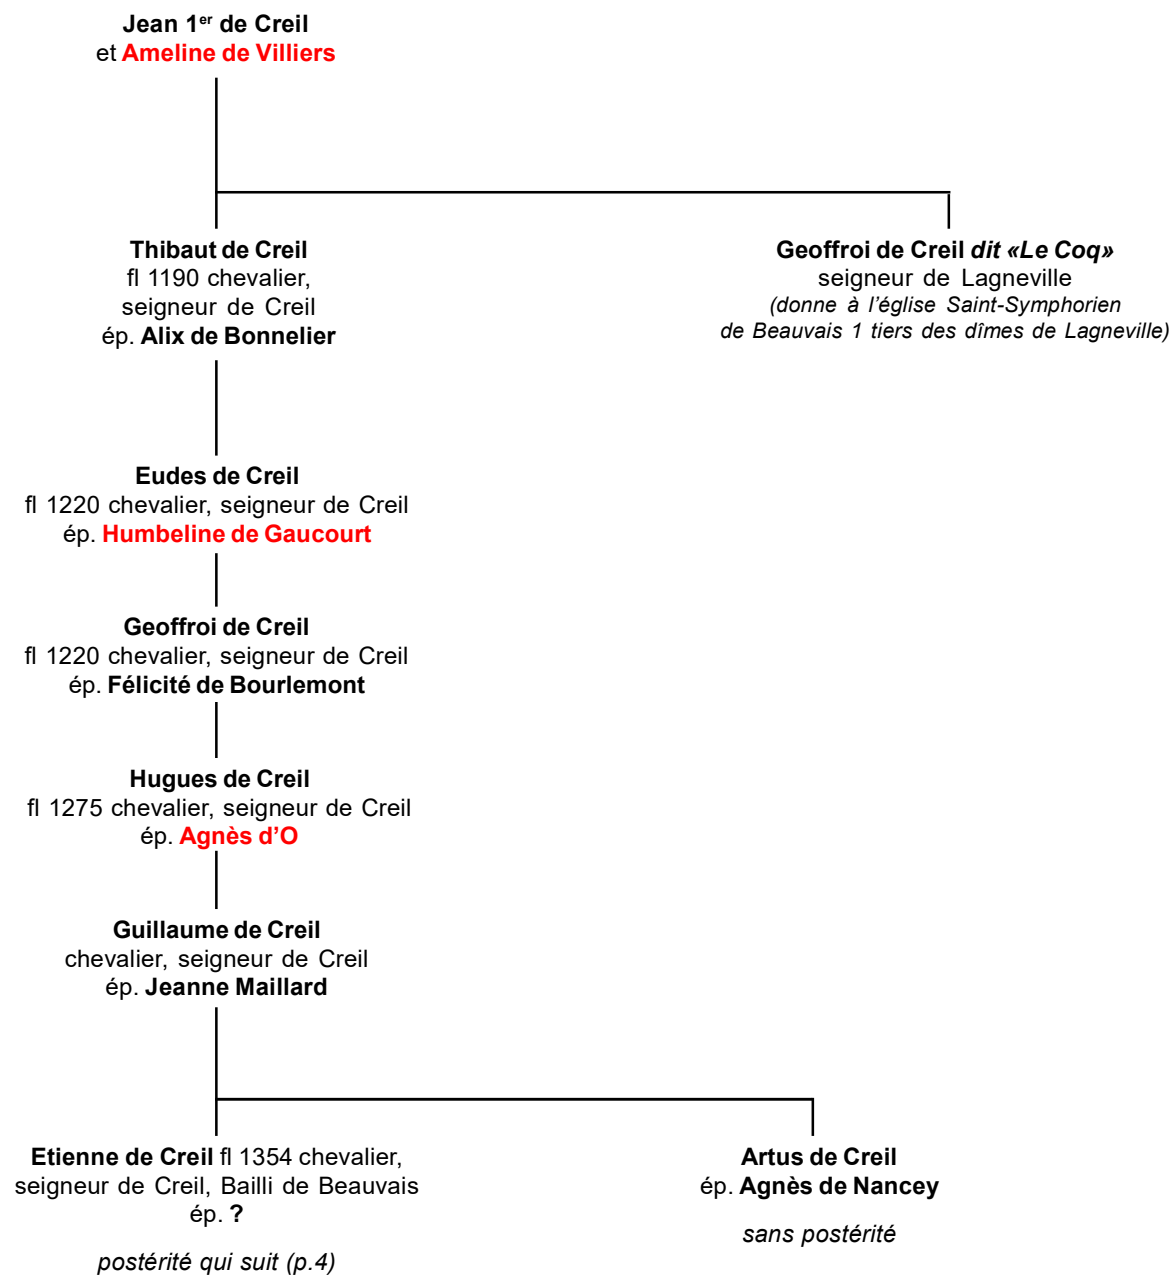 Jean 1er de Creil
et Ameline de Villiers
Thibaut de Creil
fl 1190 chevalier,
seigneur de Creil
ép. Alix de Bonnelier
Geoffroi de Creil dit «Le Coq»
seigneur de Lagneville
(donne à l’église Saint-Symphorien
de Beauvais 1 tiers des dîmes de Lagneville)
Eudes de Creil
fl 1220 chevalier, seigneur de Creil
ép. Humbeline de Gaucourt
Geoffroi de Creil
fl 1220 chevalier, seigneur de Creil
ép. Félicité de Bourlemont
Hugues de Creil
fl 1275 chevalier, seigneur de Creil
ép. Agnès d’O
Guillaume de Creil
chevalier, seigneur de Creil
ép. Jeanne Maillard
Etienne de Creil fl 1354 chevalier,
seigneur de Creil, Bailli de Beauvais
ép. ?
postérité qui suit (p.4)
Artus de Creil
ép. Agnès de Nancey
sans postérité